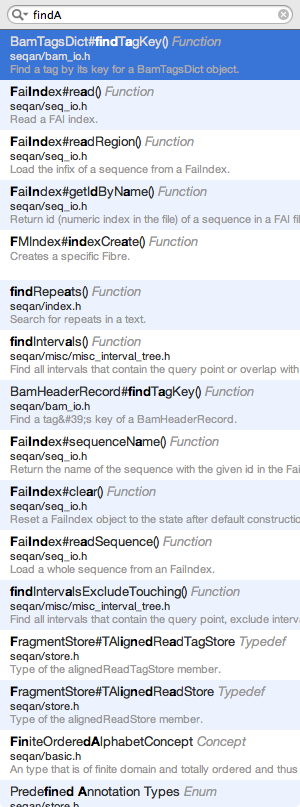 findA
BamTagsDict#findTagKey() Function
seqan/bam_io.h
Find a tag by its key for a BamTagsDict object.
FaiIndex#read() Function
seqan/seq_io.h
Read a FAI index.
FaiIndex#readRegion() Function
seqan/seq_io.h
Load the infix of a sequence from a FaiIndex.
FaiIndex#getIdByName() Function
seqan/seq_io.h
Return id (numeric index in the file) of a sequence in a FAI file
FMIndex#indexCreate() Function
Creates a specific Fibre.
findRepeats() Function
seqan/index.h
Search for repeats in a text.
findIntervals() Function
seqan/misc/misc_interval_tree.h
Find all intervals that contain the query point or overlap with
BamHeaderRecord#findTagKey() Function
seqan/bam_io.h
Find a tag&#39;s key of a BamHeaderRecord.
FaiIndex#sequenceName() Function
seqan/seq_io.h
Return the name of the sequence with the given id in the Fai
FaiIndex#clear() Function
seqan/seq_io.h
Reset a FaiIndex object to the state after default constructio
FaiIndex#readSequence() Function
seqan/seq_io.h
Load a whole sequence from an FaiIndex.
findIntervalsExcludeTouching() Function
seqan/misc/misc_interval_tree.h
Find all intervals that contain the query point, exclude interva
FragmentStore#TAlignedReadTagStore Typedef
seqan/store.h
Type of the alignedReadTagStore member.
FragmentStore#TAlignedReadStore Typedef
seqan/store.h
Type of the alignedReadStore member.
FiniteOrderedAlphabetConcept Concept
seqan/basic.h
An type that is of finite domain and totally ordered and thus
Predefined Annotation Types Enum
seqan/store.h